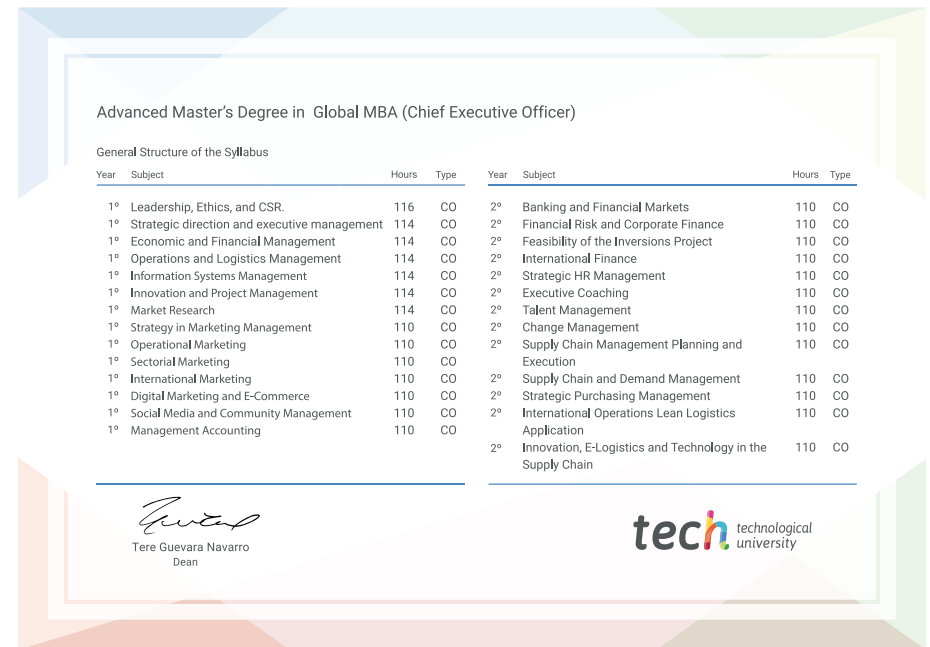 Advanced Master's Degree in Global MBA (Chief Executive Officer)
General Structure of the Syllabus
Year Subject Hours Type
1º Leadership, Ethics, and CSR. 116 CO
1º Strategic direction and executive management 114 CO
1º Economic and Financial Management 114 CO
1º Operations and Logistics Management 114 CO
1º Information Systems Management 114 CO
1º Innovation and Project Management 114 CO
1º Market Research 114 CO
1º Strategy in Marketing Management 110 CO
1º Operational Marketing 110 CO
1º Sectorial Marketing 110 CO
1º International Marketing 110 CO
1º Digital Marketing and E-Commerce 110 CO
1º Social Media and Community Management 110 CO
1º Management Accounting 110 CO
Year Subject Hours Type
2º Banking and Financial Markets 110 CO
2º Financial Risk and Corporate Finance 110 CO
2º Feasibility of the Inversions Project 110 CO
2º International Finance 110 CO
2º Strategic HR Management 110 CO
2º Executive Coaching 110 CO
2º Talent Management 110 CO
2º Change Management 110 CO
2º Supply Chain Management Planning and 110 CO
Execution
2º Supply Chain and Demand Management 110 CO
2º Strategic Purchasing Management 110 CO
2º International Operations Lean Logistics 110 CO
Application
2º Innovation, E-Logistics and Technology in the 110 CO
Supply Chain
Tere Guevara Navarro
Dean
tech technological
university